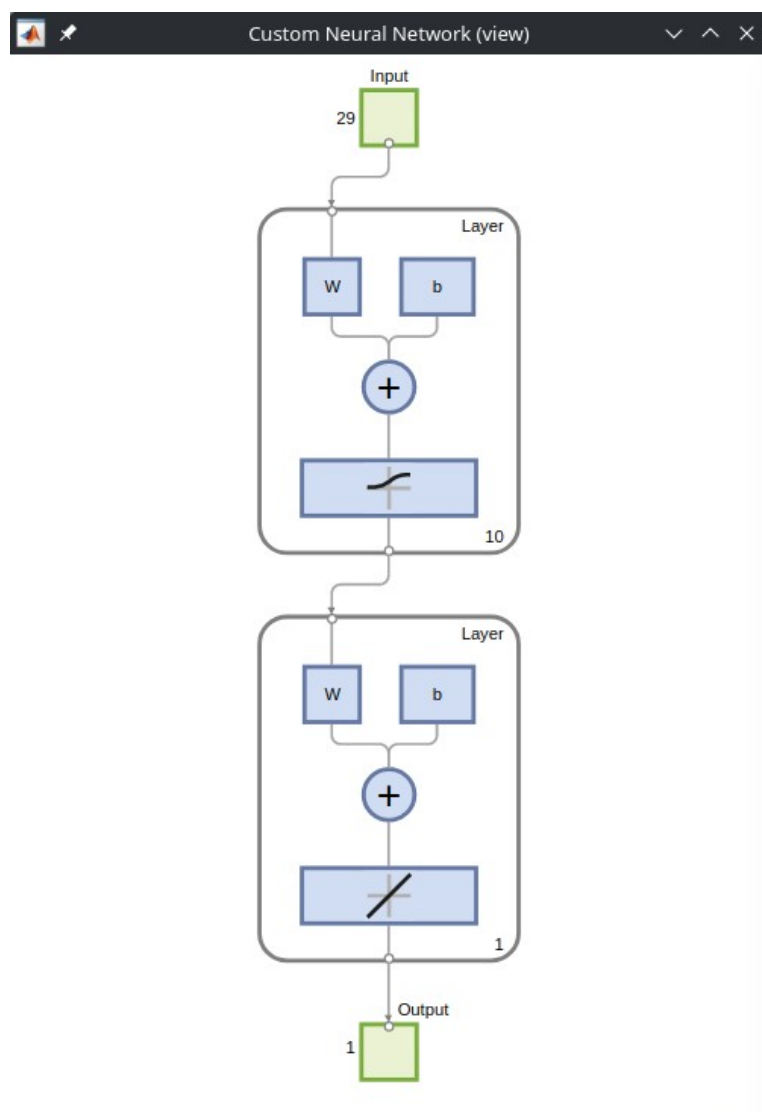 Custom Neural Network (view)
Input
29
Layer
W b
+
10
Layer
W b
+
1
Output
1